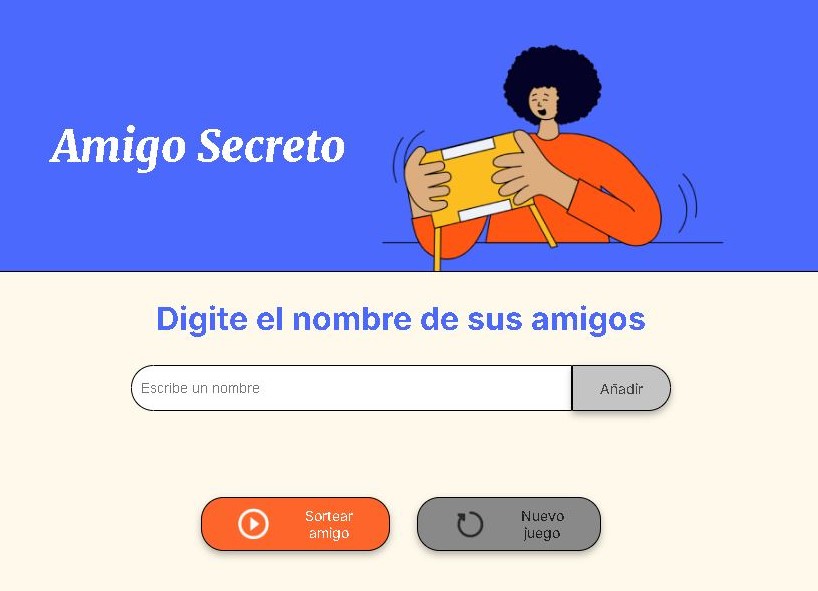 Amigo Secreto
Digite el nombre de sus amigos
Escribe un nombre
Añadir
Sortear
amigo
Nuevo
juego